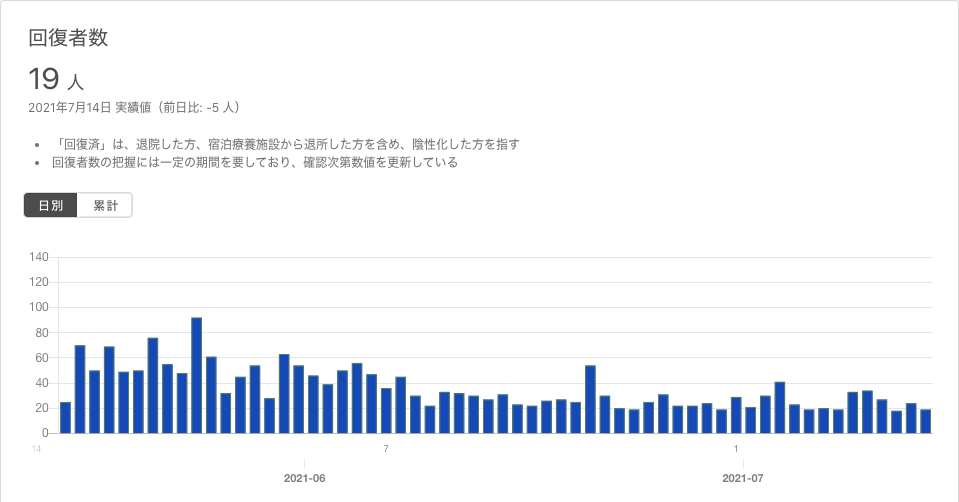 回復者数
19 人
2021年7月14日 実績値（前日比: -5 人）
• 「回復済」は、退院した方、宿泊療養施設から退所した方を含め、陰性化した方を指す
• 回復者数の把握には一定の期間を要しており、確認次第数値を更新している
日別 累計
140
120
100
80
60
40
20
0
14 7 1
2021-06 2021-07